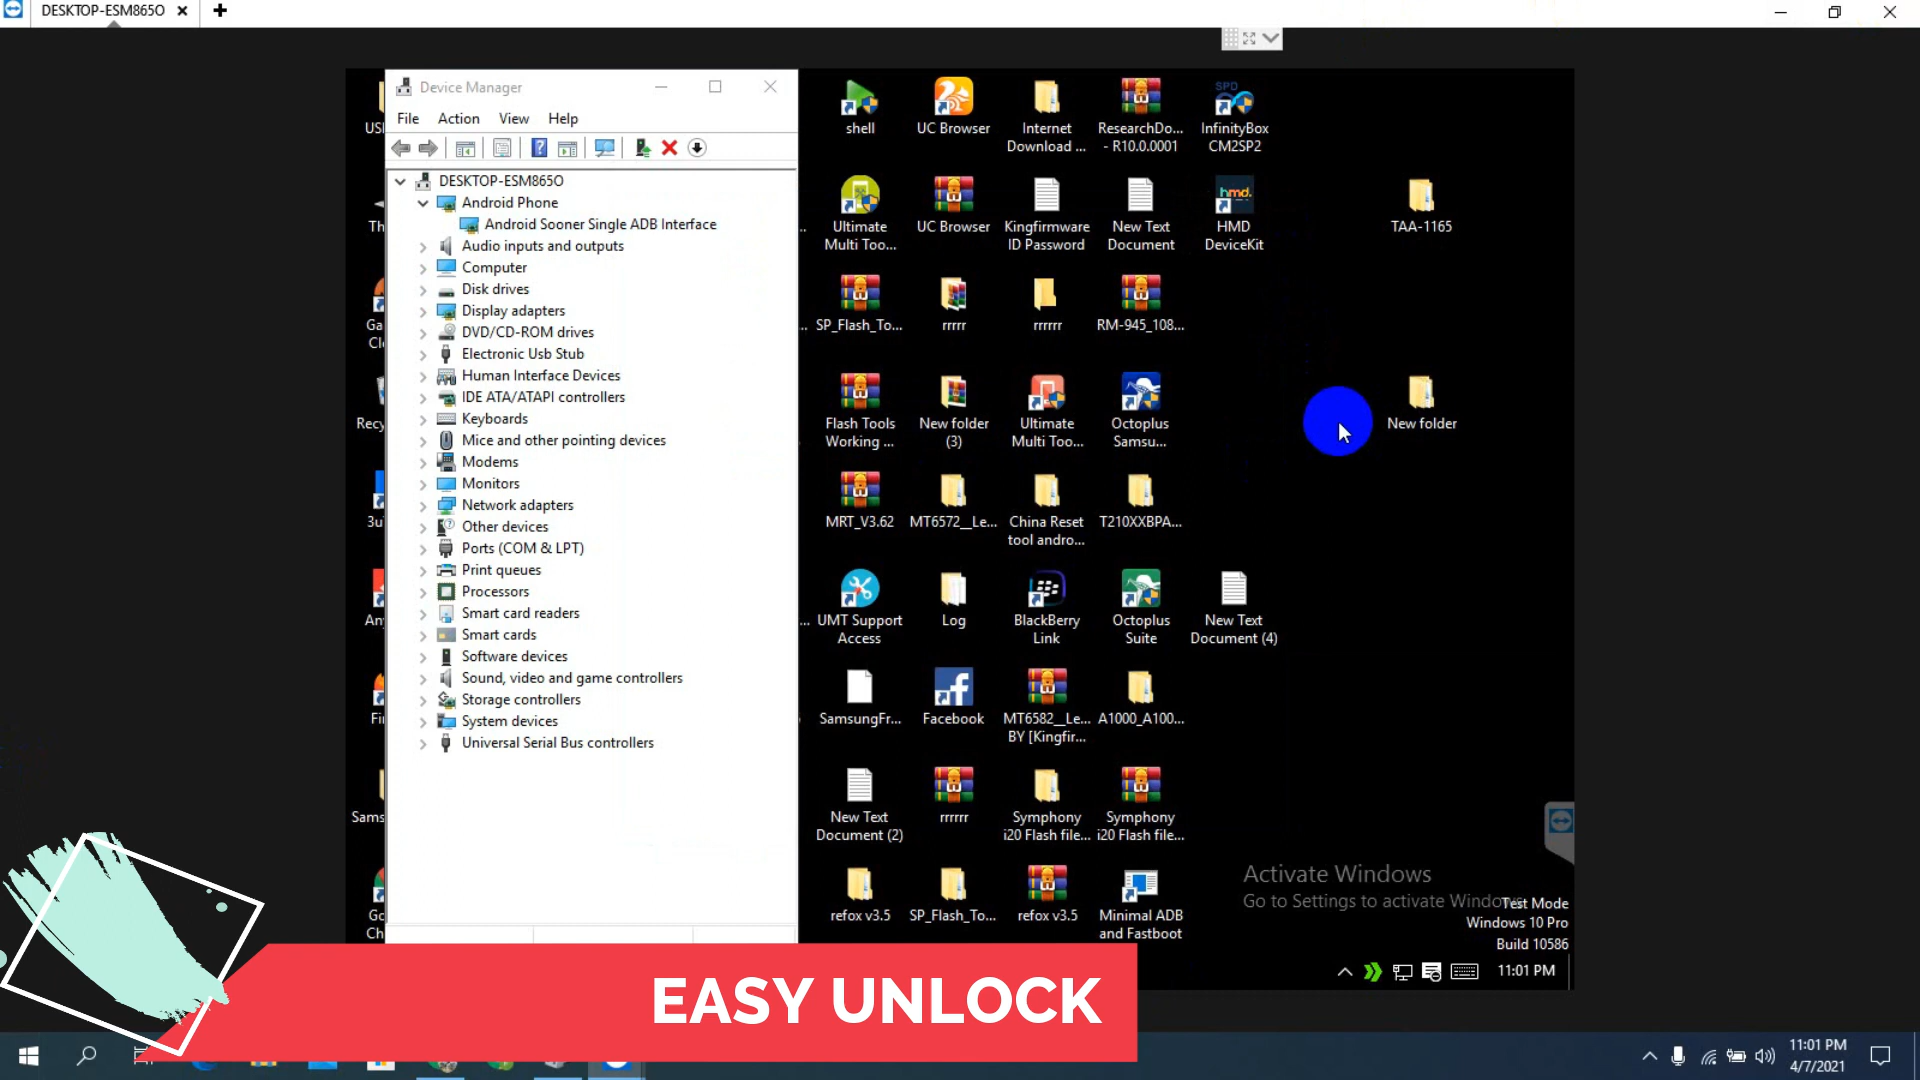 DESKTOP-ESM865O
Device Manager
File Action View Help
DESKTOP-ESM865O
Android Phone
Android Sooner Single ADB Interface
Audio inputs and outputs
Computer
Disk drives
Display adapters
DVD/CD-ROM drives
Electronic Usb Stub
Human Interface Devices
IDE ATA/ATAPI controllers
Keyboards
Mice and other pointing devices
Modems
Monitors
Network adapters
Other devices
Ports (COM & LPT)
Print queues
Processors
Smart card readers
Smart cards
Software devices
Sound, video and game controllers
Storage controllers
System devices
Universal Serial Bus controllers
shell
UC Browser
Internet
Download ...
ResearchDo...
- R10.0.0001
SPD
InfinityBox
CM2SP2
Ultimate
Multi Too...
UC Browser
Kingfirmware
ID Password
New Text
Document
hmd.
HMD
DeviceKit
TAA-1165
SP_Flash_To...
rrrrr
rrrrrr
RM-945_108...
Flash Tools
Working ...
New folder
(3)
Ultimate
Multi Too...
Octoplus
Samsu...
New folder
MRT_V3.62
MT6572__Le...
China Reset
tool andro...
T210XXBPA...
UMT Support
Access
Log
BlackBerry
Link
Octoplus
Suite
New Text
Document (4)
SamsungFr...
Facebook
MT6582__Le...
BY [Kingfir...
A1000_A100...
New Text
Document (2)
rrrrrr
Symphony
i20 Flash file...
Symphony
i20 Flash file...
refox v3.5
SP_Flash_To...
refox v3.5
Minimal ADB
and Fastboot
Activate Windows
Go to Settings to activate Windows
Test Mode
Windows 10 Pro
Build 10586
11:01 PM
EASY UNLOCK
11:01 PM
4/7/2021